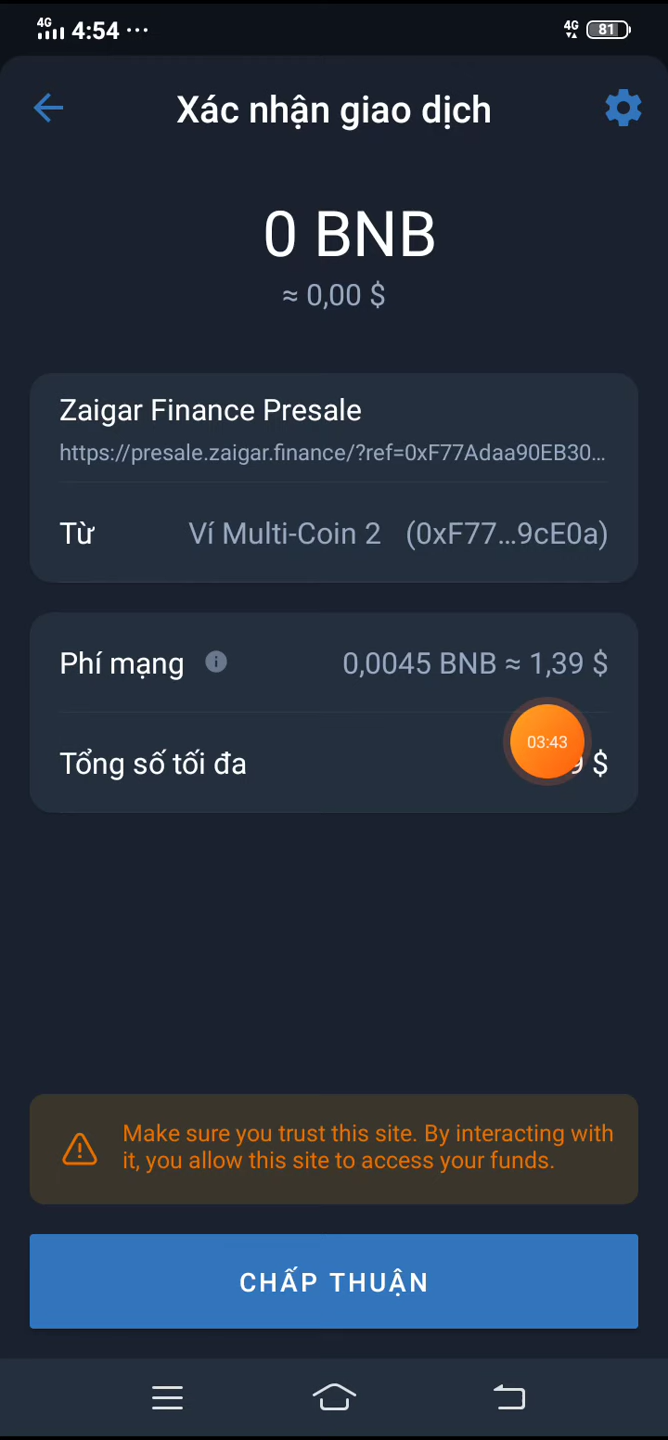 4G 4:54 ... 4G 81
Xác nhận giao dịch
0 BNB
≈ 0,00 $
Zaigar Finance Presale
https://presale.zaigar.finance/?ref=0xF77Adaa90EB30...
Từ Ví Multi-Coin 2 (0xF77...9cE0a)
Phí mạng 0,0045 BNB ≈ 1,39 $
03:43
Tổng số tối đa 9 $
Make sure you trust this site. By interacting with
it, you allow this site to access your funds.
CHẤP THUẬN